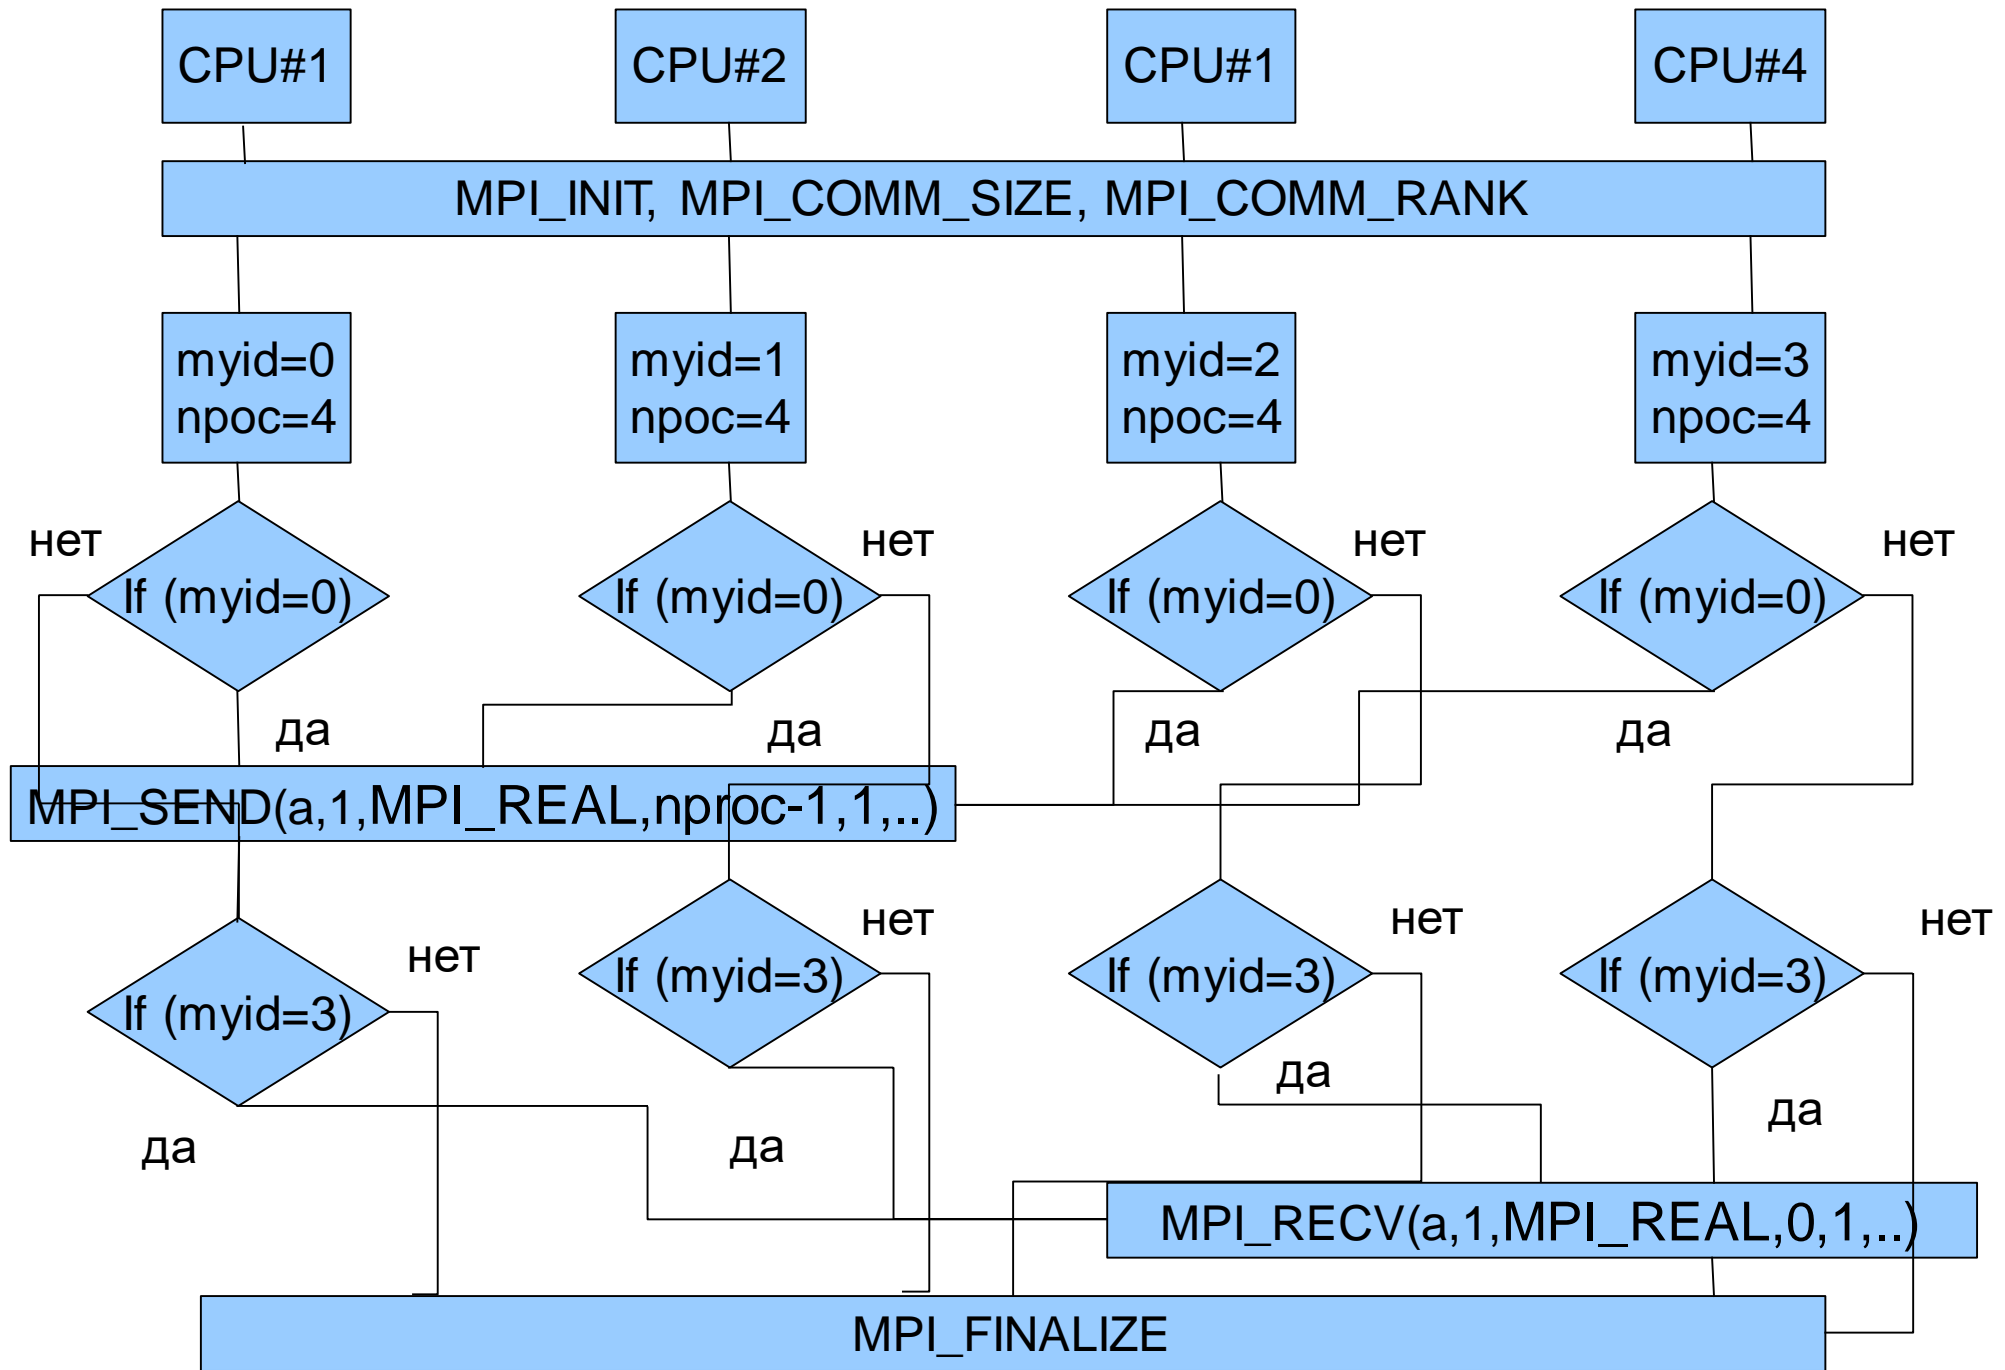 CPU#1
CPU#2
CPU#1
CPU#4
MPI_INIT, MPI_COMM_SIZE, MPI_COMM_RANK
myid=0
npoc=4
myid=1
npoc=4
myid=2
npoc=4
myid=3
npoc=4
нет
If (myid=0)
нет
If (myid=0)
нет
If (myid=0)
нет
If (myid=0)
да
да
да
да
MPI_SEND(a,1,MPI_REAL,nproc-1,1,..)
If (myid=3)
нет
If (myid=3)
нет
If (myid=3)
нет
If (myid=3)
нет
да
да
да
да
MPI_RECV(a,1,MPI_REAL,0,1,..)
MPI_FINALIZE